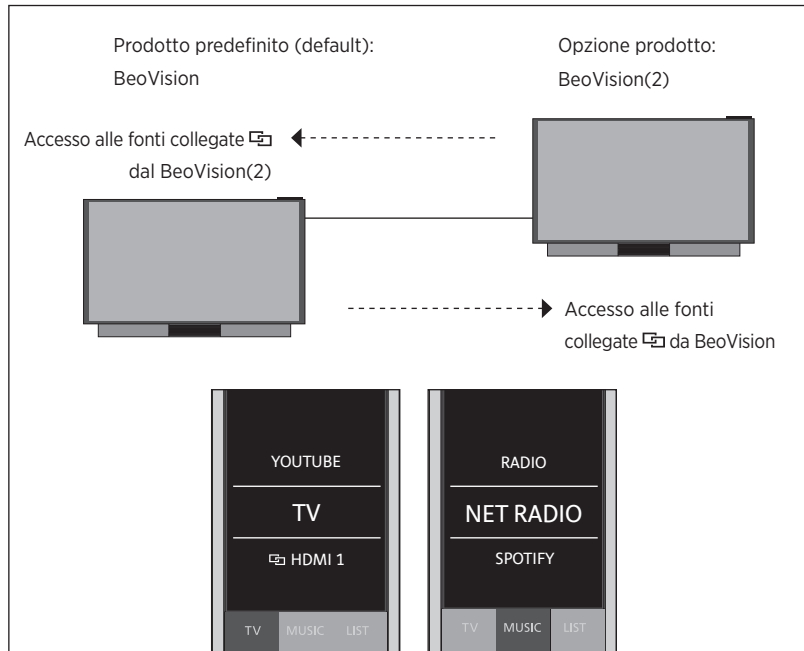 Prodotto predefinito (default):
BeoVision
Opzione prodotto:
BeoVision(2)
Accesso alle fonti collegate
dal BeoVision(2)
Accesso alle fonti
collegate da BeoVision
YOUTUBE
TV
HDMI 1
TV MUSIC LIST
RADIO
NET RADIO
SPOTIFY
TV MUSIC LIST